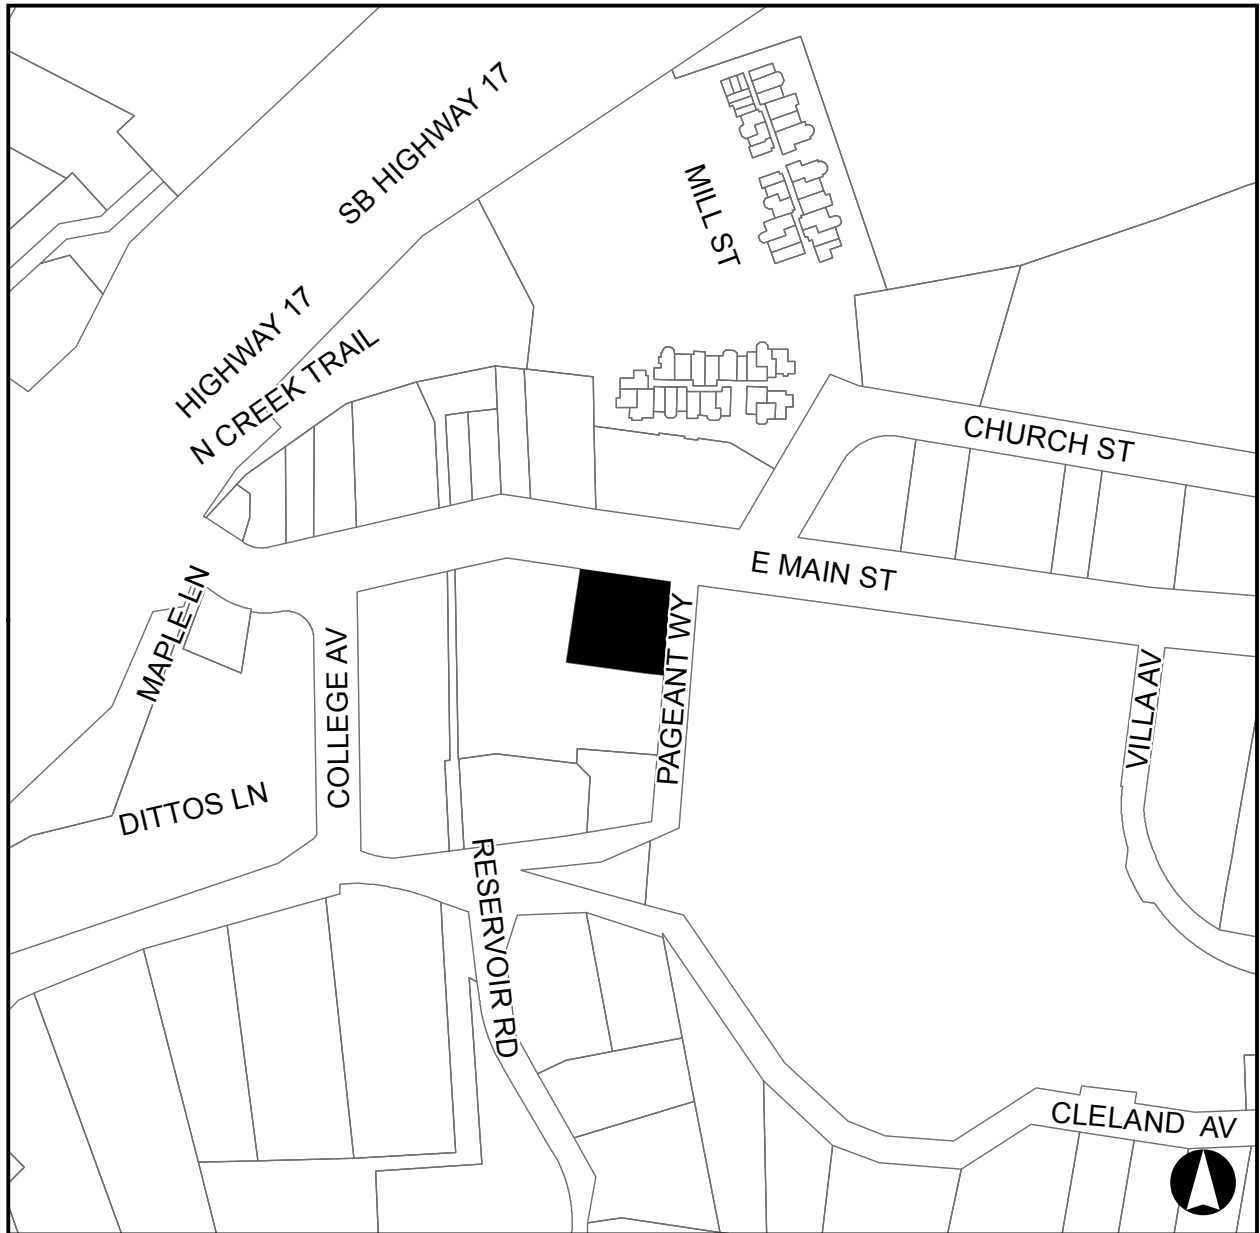 SB HIGHWAY 17
MILL ST
HIGHWAY 17
N CREEK TRAIL
CHURCH ST
E MAIN ST
MAPLE LN
COLLEGE AV
PAGEANT WY
VILLA AV
DITTOS LN
RESERVOIR RD
CLELAND AV